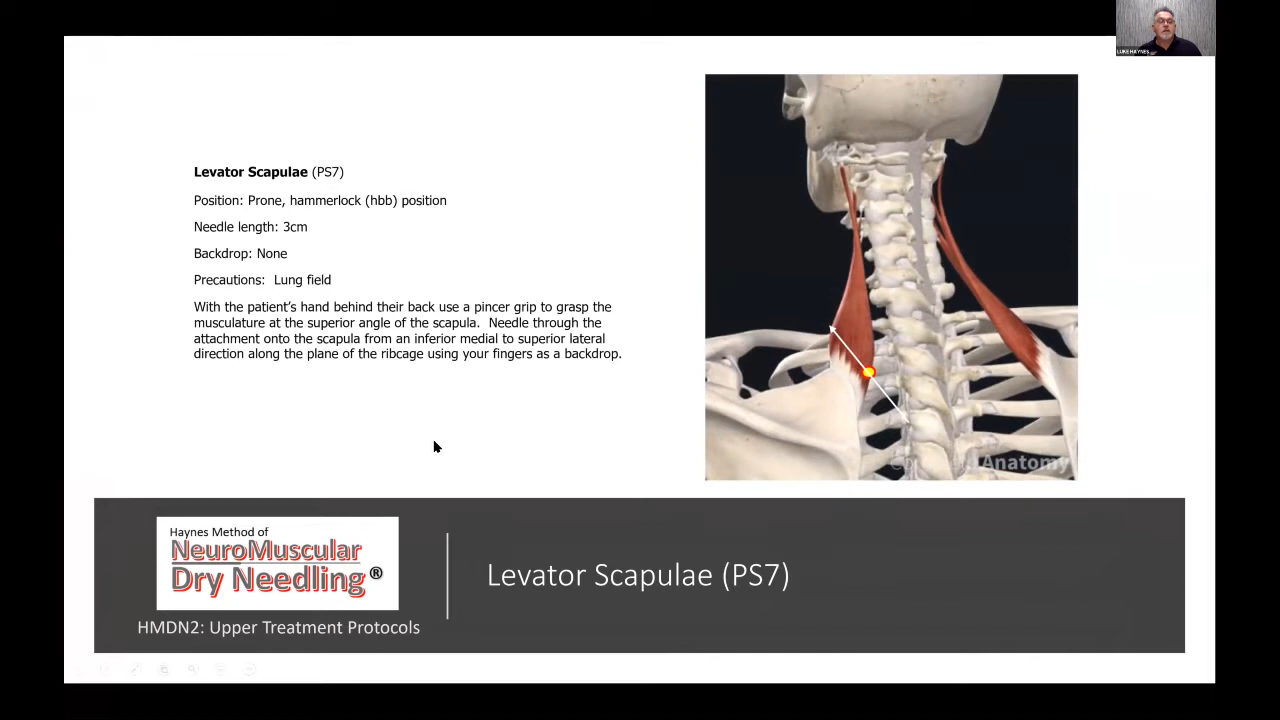 LUKE HAYNES
Levator Scapulae (PS7)
Position: Prone, hammerlock (hbb) position
Needle length: 3cm
Backdrop: None
Precautions:  Lung field
With the patient’s hand behind their back use a pincer grip to grasp the
musculature at the superior angle of the scapula.  Needle through the
attachment onto the scapula from an inferior medial to superior lateral
direction along the plane of the ribcage using your fingers as a backdrop.
Anatomy
Haynes Method of
NeuroMuscular
Dry Needling®
HMDN2: Upper Treatment Protocols
Levator Scapulae (PS7)